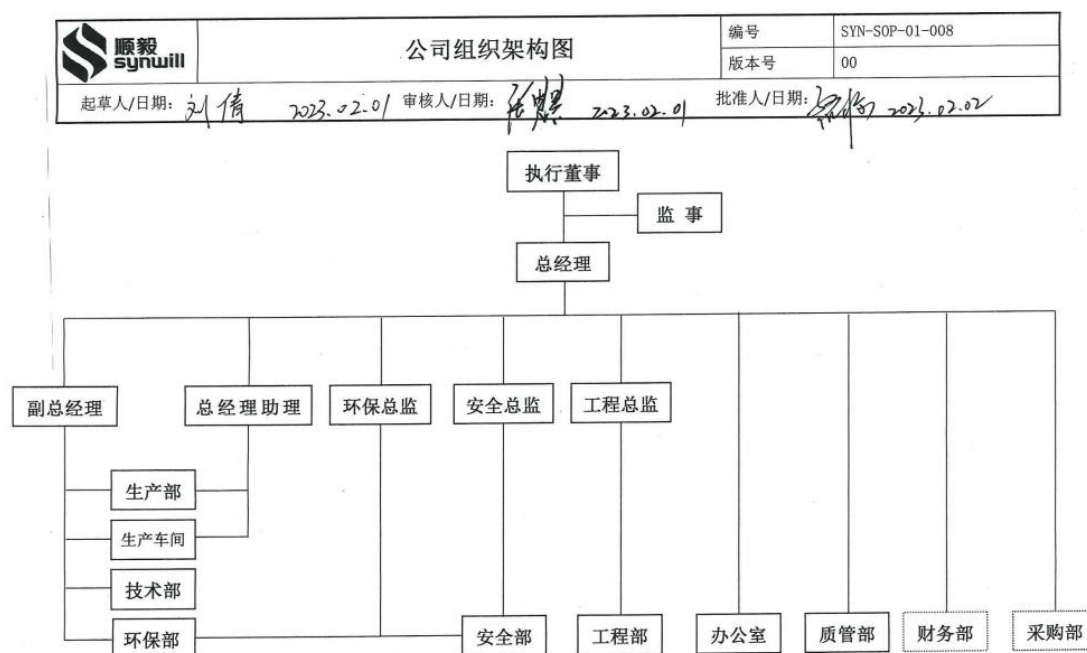 顺毅
synwill
公司组织架构图
编号 SYN-SOP-01-008
版本号 00
起草人/日期: 刘倩 2023.02.01 审核人/日期: 2023.02.01 批准人/日期: 2023.02.02
执行董事
监 事
总经理
副总经理 总经理助理 环保总监 安全总监 工程总监
生产部
生产车间
技术部
环保部 安全部 工程部 办公室 质管部 财务部 采购部